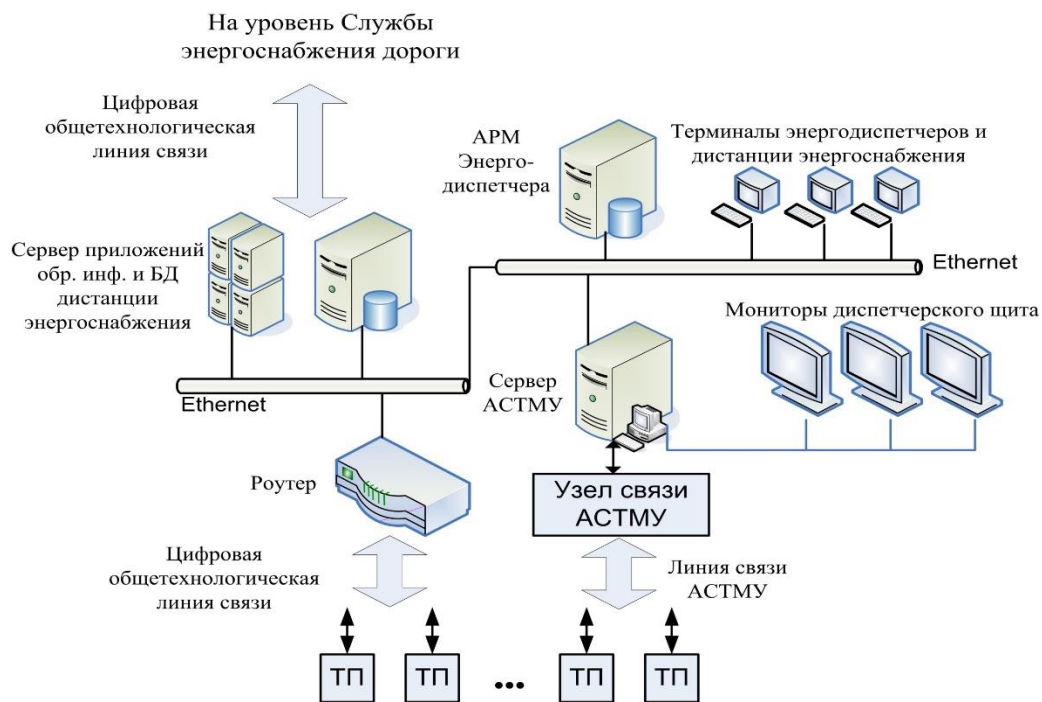 На уровень Службы
энергоснабжения дороги
Цифровая
общетехнологическая
линия связи
АРМ
Энерго-
диспетчера
Терминалы энергодиспетчеров и
дистанции энергоснабжения
Сервер приложений
обр. инф. и БД
дистанции
энергоснабжения
Ethernet
Мониторы диспетчерского щита
Ethernet
Сервер
АСТМУ
Роутер
Узел связи
АСТМУ
Цифровая
общетехнологическая
линия связи
Линия связи
АСТМУ
ТП
ТП
...
ТП
ТП